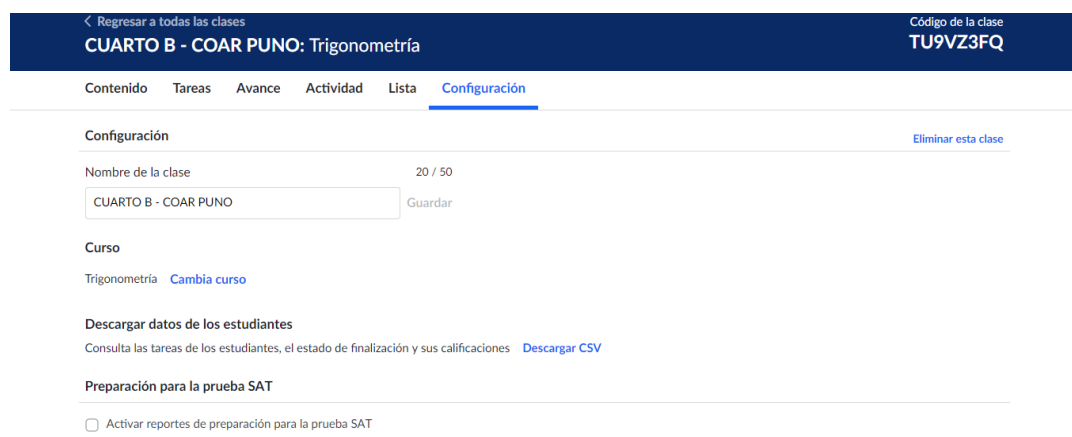 Regresar a todas las clases
Código de la clase
CUARTO B - COAR PUNO: Trigonometría
TU9VZ3FQ
Contenido Tareas Avance Actividad Lista Configuración
Configuración
Eliminar esta clase
Nombre de la clase 20 / 50
CUARTO B - COAR PUNO Guardar
Curso
Trigonometría Cambia curso
Descargar datos de los estudiantes
Consulta las tareas de los estudiantes, el estado de finalización y sus calificaciones Descargar CSV
Preparación para la prueba SAT
Activar reportes de preparación para la prueba SAT